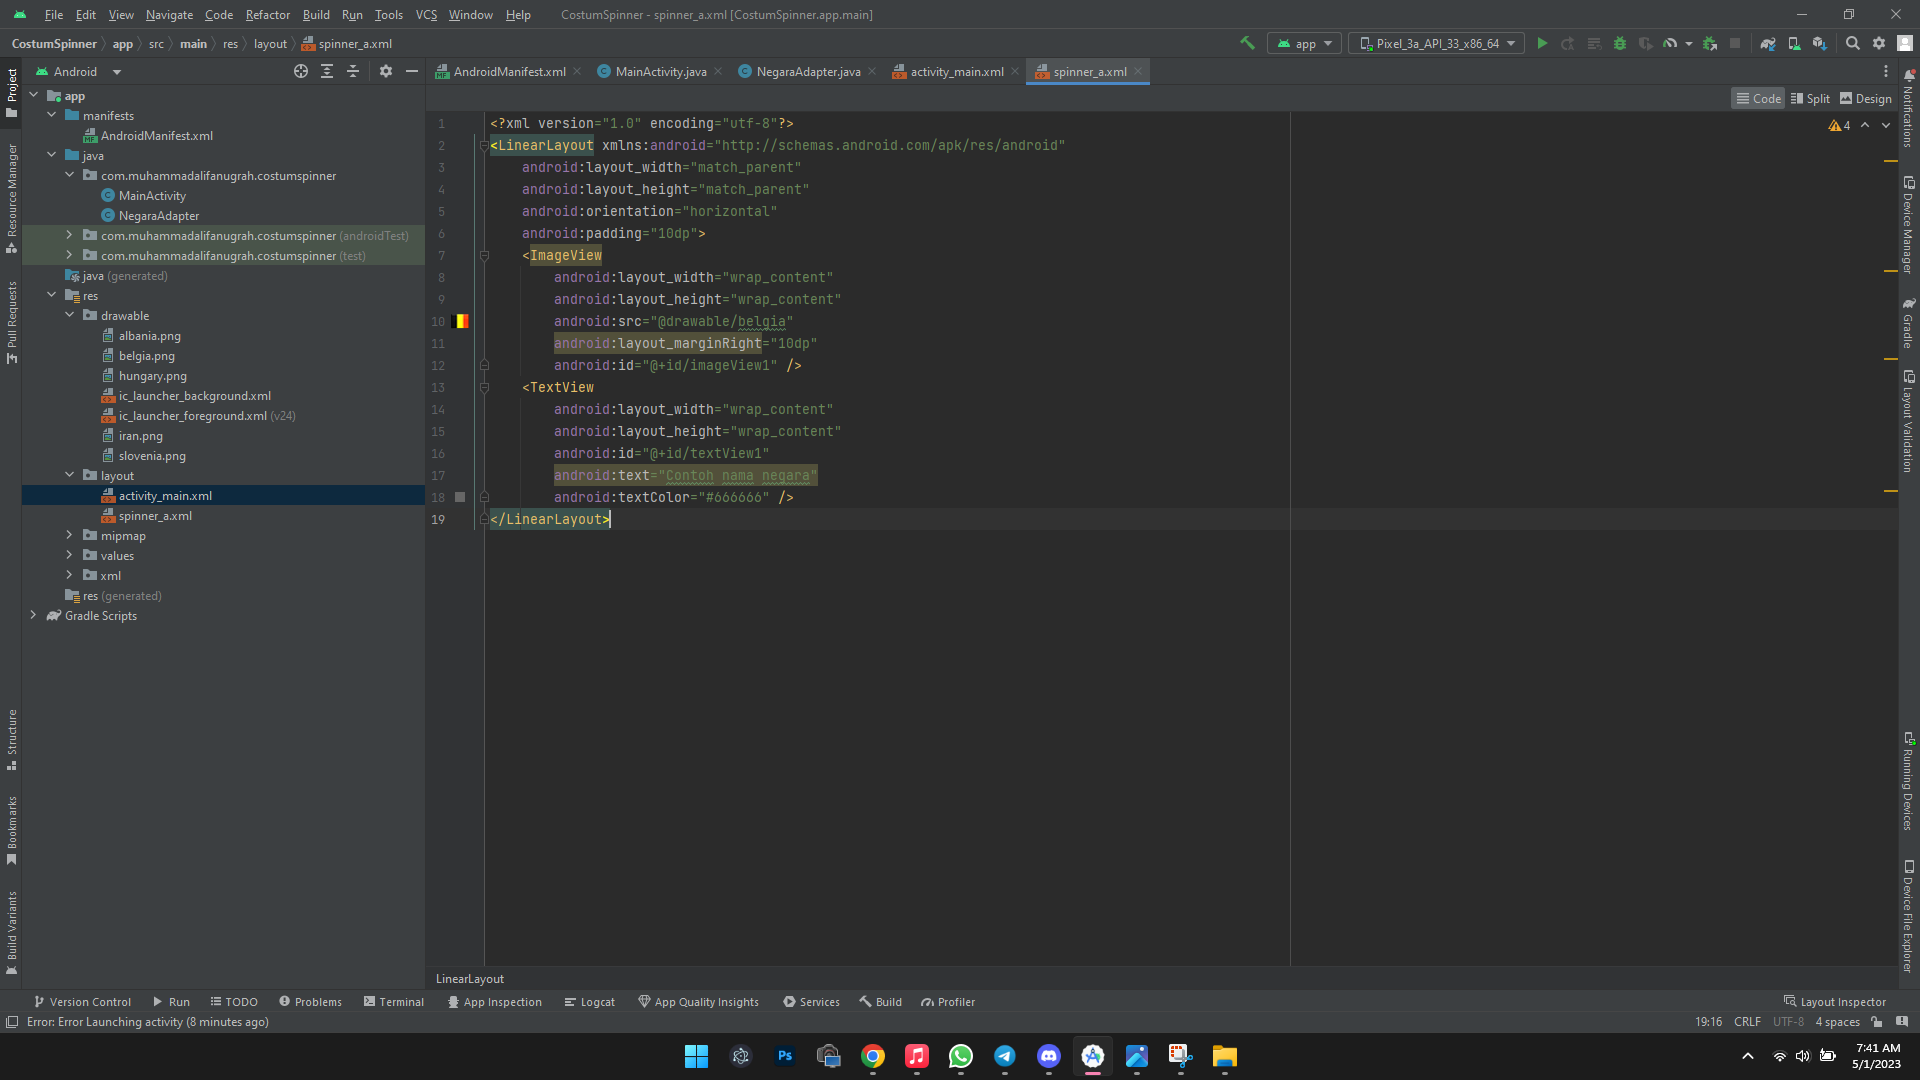 File Edit View Navigate Code Refactor Build Run Tools VCS Window Help CostumSpinner - spinner_a.xml [CostumSpinner.app.main]
CostumSpinner app src main res layout spinner_a.xml app Pixel_3a_API_33_x86_64
Android
AndroidManifest.xml MainActivity.java NegaraAdapter.java activity_main.xml spinner_a.xml
Code Split Design
Project
Resource Manager
Pull Requests
Structure
Bookmarks
Build Variants
app
manifests
AndroidManifest.xml
java
com.muhammadalifanugrah.costumspinner
MainActivity
NegaraAdapter
com.muhammadalifanugrah.costumspinner (androidTest)
com.muhammadalifanugrah.costumspinner (test)
java (generated)
res
drawable
albania.png
belgia.png
hungary.png
ic_launcher_background.xml
ic_launcher_foreground.xml (v24)
iran.png
slovenia.png
layout
activity_main.xml
spinner_a.xml
mipmap
values
xml
res (generated)
Gradle Scripts
4
1 <?xml version="1.0" encoding="utf-8"?>
2 <LinearLayout xmlns:android="http://schemas.android.com/apk/res/android"
3 android:layout_width="match_parent"
4 android:layout_height="match_parent"
5 android:orientation="horizontal"
6 android:padding="10dp">
7 <ImageView
8 android:layout_width="wrap_content"
9 android:layout_height="wrap_content"
10 android:src="@drawable/belgia"
11 android:layout_marginRight="10dp"
12 android:id="@+id/imageView1" />
13 <TextView
14 android:layout_width="wrap_content"
15 android:layout_height="wrap_content"
16 android:id="@+id/textView1"
17 android:text="Contoh nama negara"
18 android:textColor="#666666" />
19 </LinearLayout>
Notifications
Device Manager
Gradle
Layout Validation
Running Devices
Device File Explorer
LinearLayout
Version Control Run TODO Problems Terminal App Inspection Logcat App Quality Insights Services Build Profiler Layout Inspector
Error: Error Launching activity (8 minutes ago) 19:16 CRLF UTF-8 4 spaces
Ps
7:41 AM
5/1/2023